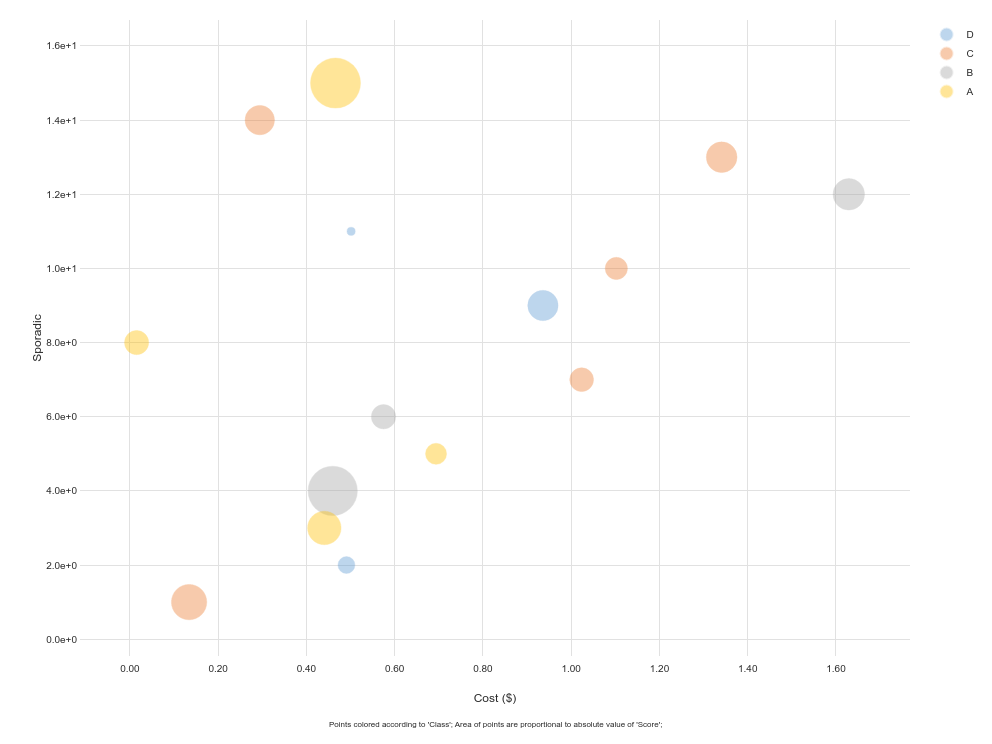 D
C
B
A
1.6e+1
1.4e+1
1.2e+1
1.0e+1
8.0e+0
6.0e+0
4.0e+0
2.0e+0
0.0e+0
Sporadic
0.00 0.20 0.40 0.60 0.80 1.00 1.20 1.40 1.60
Cost ($)
Points colored according to 'Class'; Area of points are proportional to absolute value of 'Score';